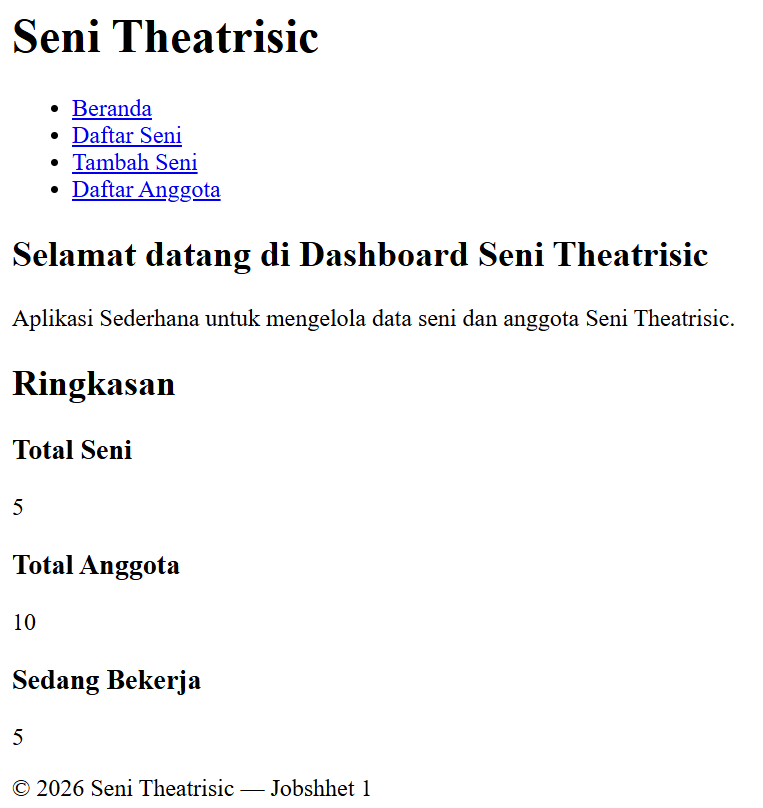 Seni Theatrisic
Beranda
Daftar Seni
Tambah Seni
Daftar Anggota
Selamat datang di Dashboard Seni Theatrisic
Aplikasi Sederhana untuk mengelola data seni dan anggota Seni Theatrisic.
Ringkasan
Total Seni
5
Total Anggota
10
Sedang Bekerja
5
© 2026 Seni Theatrisic — Jobshhet 1